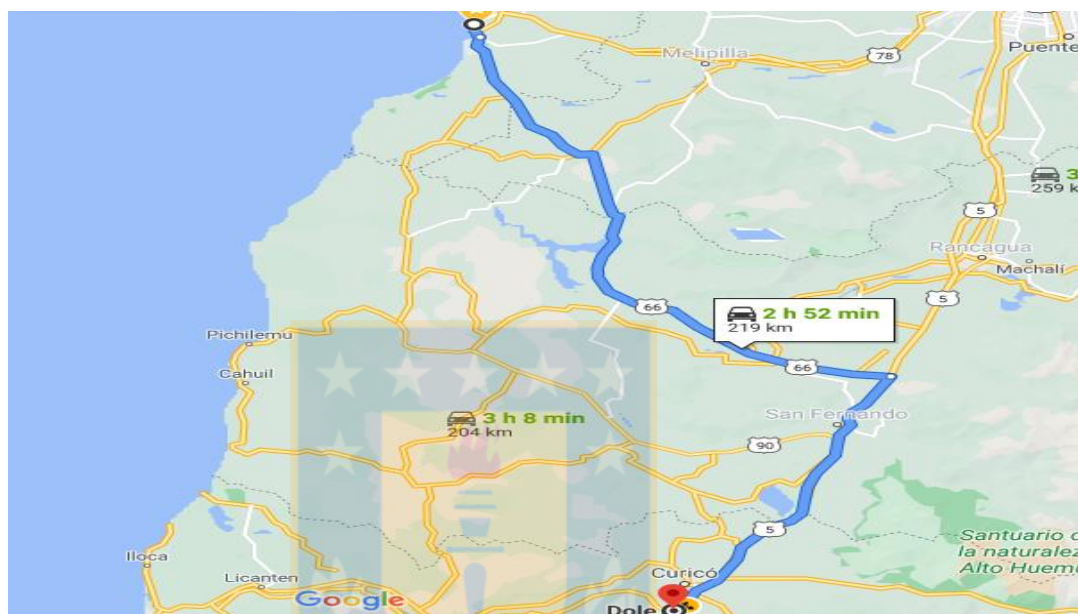 Melipilla
78
Puente
3
259 k
5
Rancagua
Machalí
5
66
2 h 52 min
219 km
66
Pichilemu
Cahuil
San Fernando
3 h 8 min
204 km
90
5
Santuario
la naturalez
Alto Huem
Iloca
Licanten
Curicó
Google
Dole